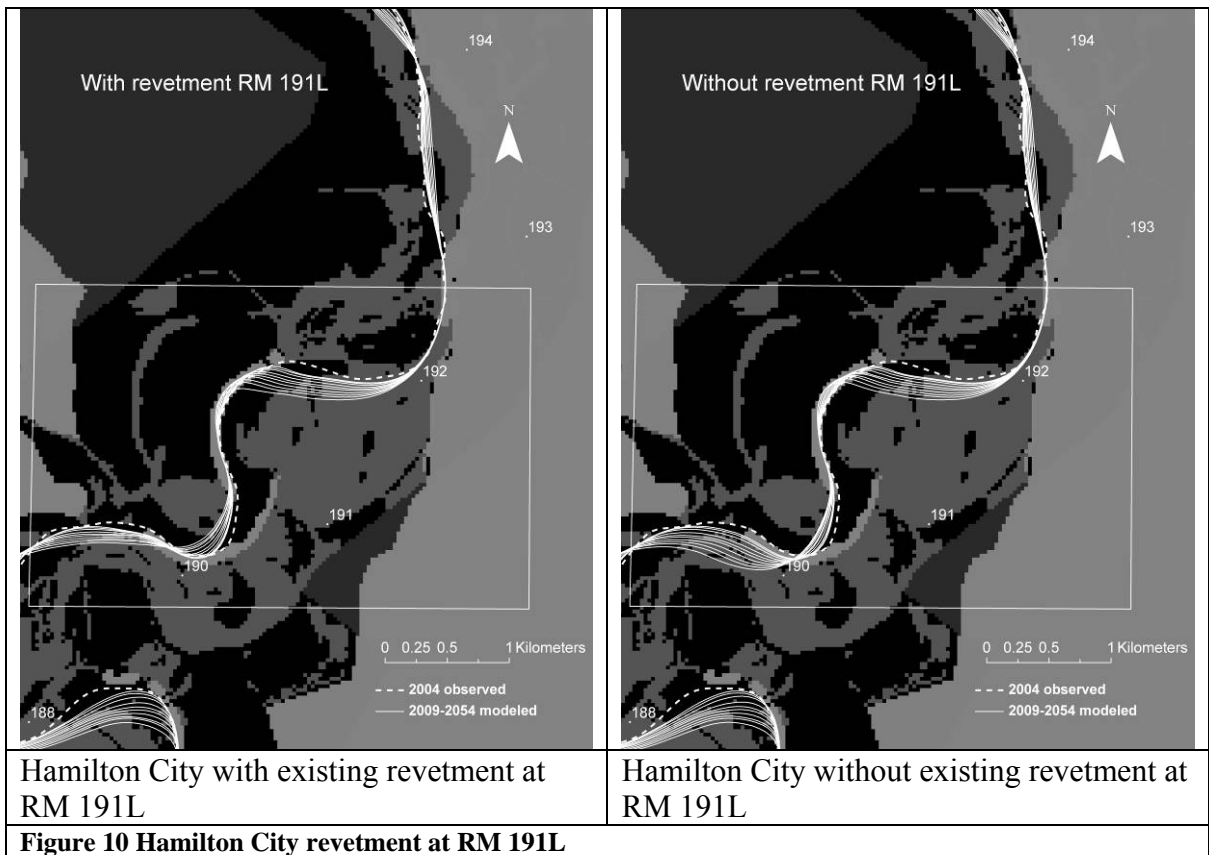 With revetment RM 191L
194
N
193
192
191
190
188
0 0.25 0.5 1 Kilometers
2004 observed
2009-2054 modeled
Without revetment RM 191L
194
N
193
192
191
190
188
0 0.25 0.5 1 Kilometers
2004 observed
2009-2054 modeled
Hamilton City with existing revetment at
RM 191L
Hamilton City without existing revetment at
RM 191L
Figure 10 Hamilton City revetment at RM 191L